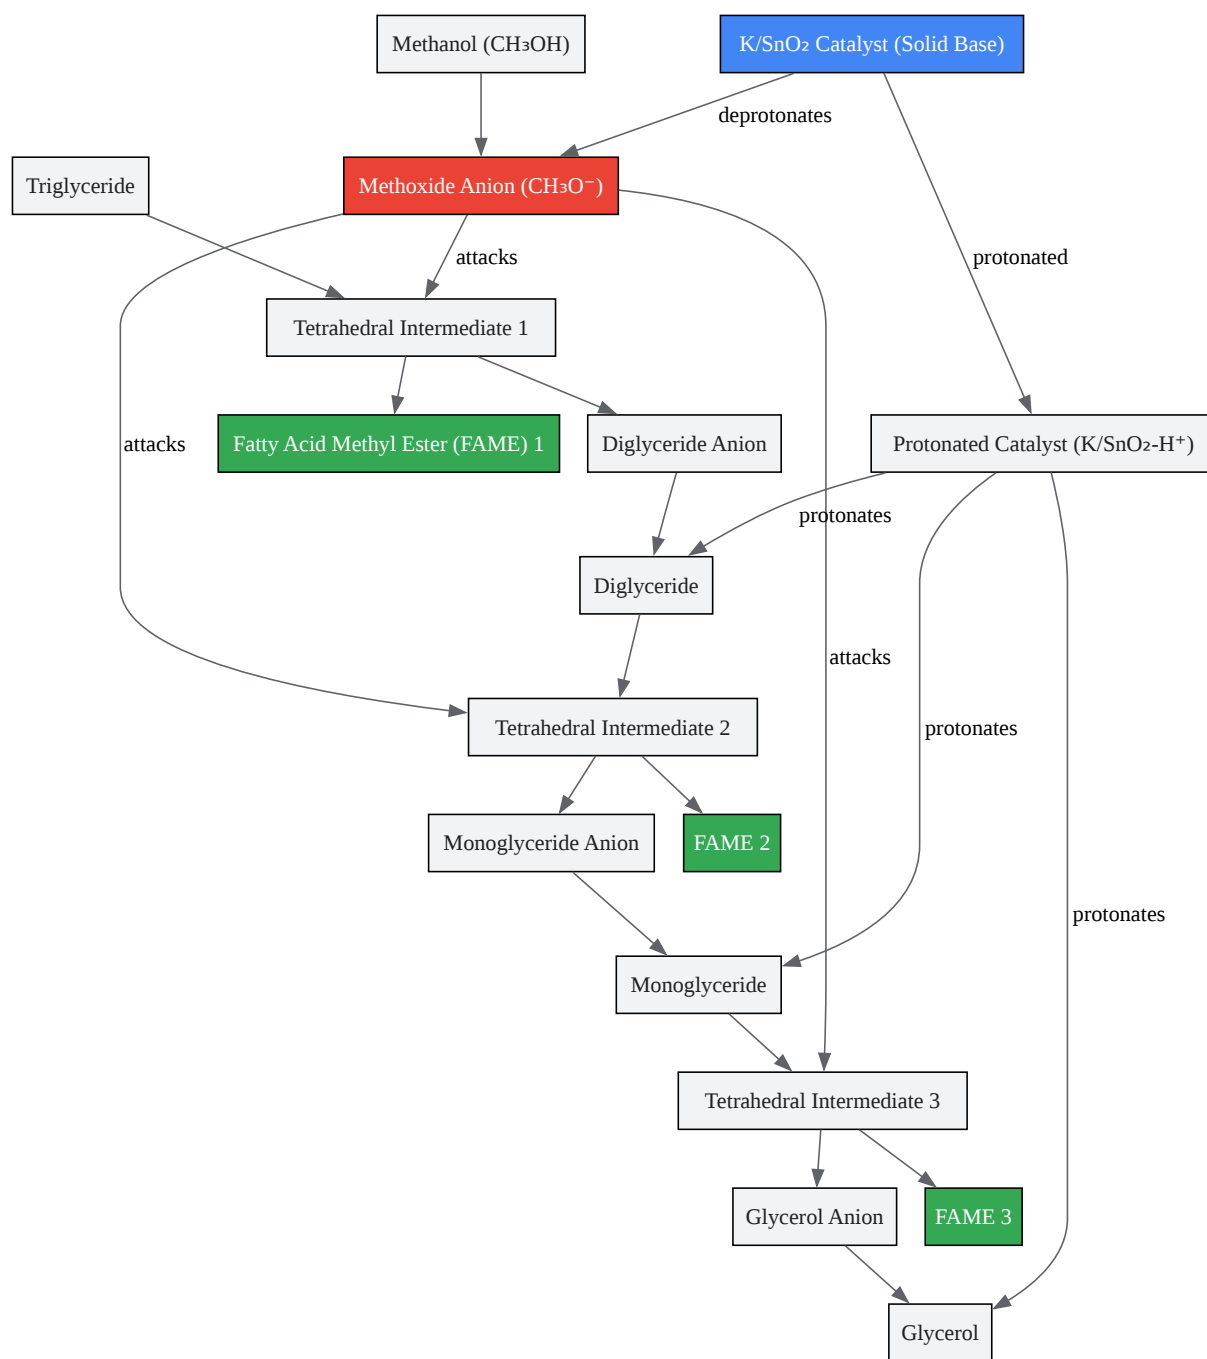 Methanol (CH₃OH)
K/SnO₂ Catalyst (Solid Base)
deprotonates
Triglyceride
Methoxide Anion (CH₃O⁻)
attacks
protonated
Tetrahedral Intermediate 1
attacks
Fatty Acid Methyl Ester (FAME) 1
Diglyceride Anion
Protonated Catalyst (K/SnO₂-H⁺)
protonates
Diglyceride
attacks
Tetrahedral Intermediate 2
protonates
Monoglyceride Anion
FAME 2
protonates
Monoglyceride
Tetrahedral Intermediate 3
Glycerol Anion
FAME 3
Glycerol